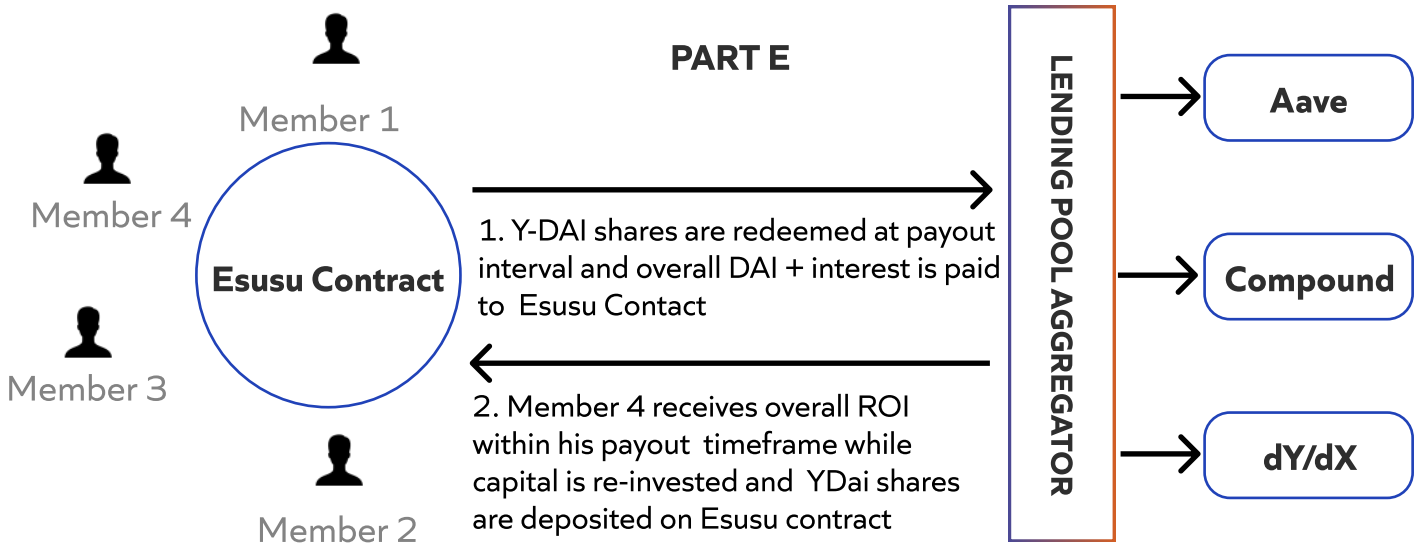 PART E
Member 1
Member 4
Esusu Contract
Member 3
Member 2
1. Y-DAI shares are redeemed at payout
interval and overall DAI + interest is paid
to Esusu Contact
2. Member 4 receives overall ROI
within his payout timeframe while
capital is re-invested and YDai shares
are deposited on Esusu contract
LENDING POOL AGGREGATOR
Aave
Compound
dY/dX